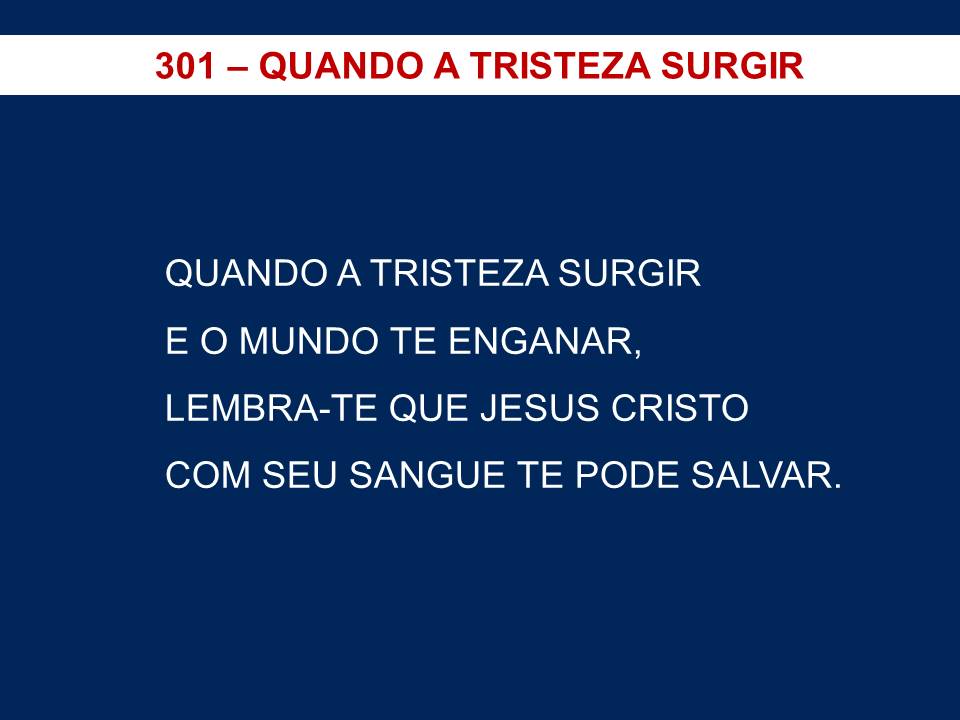 301 – QUANDO A TRISTEZA SURGIR
QUANDO A TRISTEZA SURGIR
E O MUNDO TE ENGANAR,
LEMBRA-TE QUE JESUS CRISTO
COM SEU SANGUE TE PODE SALVAR.